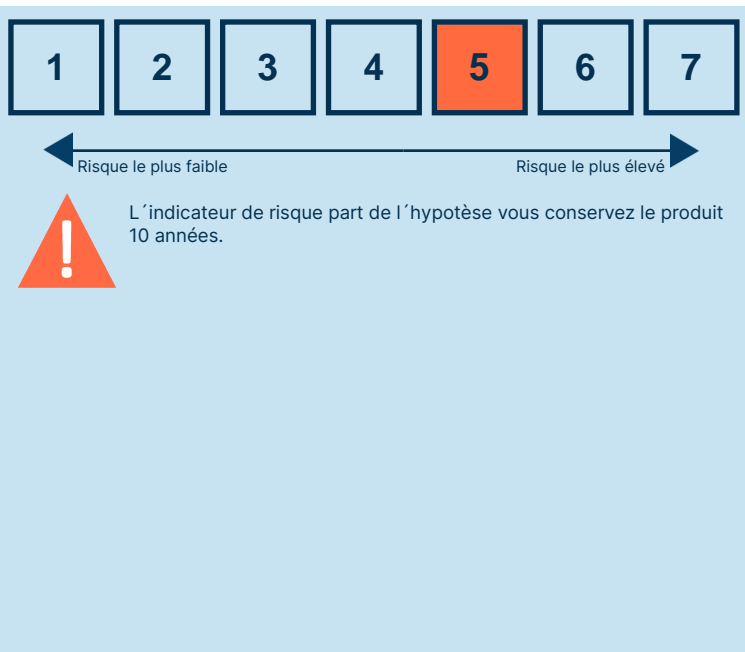 1 2 3 4 5 6 7
Risque le plus faible Risque le plus élevé
!
L´indicateur de risque part de l´hypotèse vous conservez le produit
10 années.